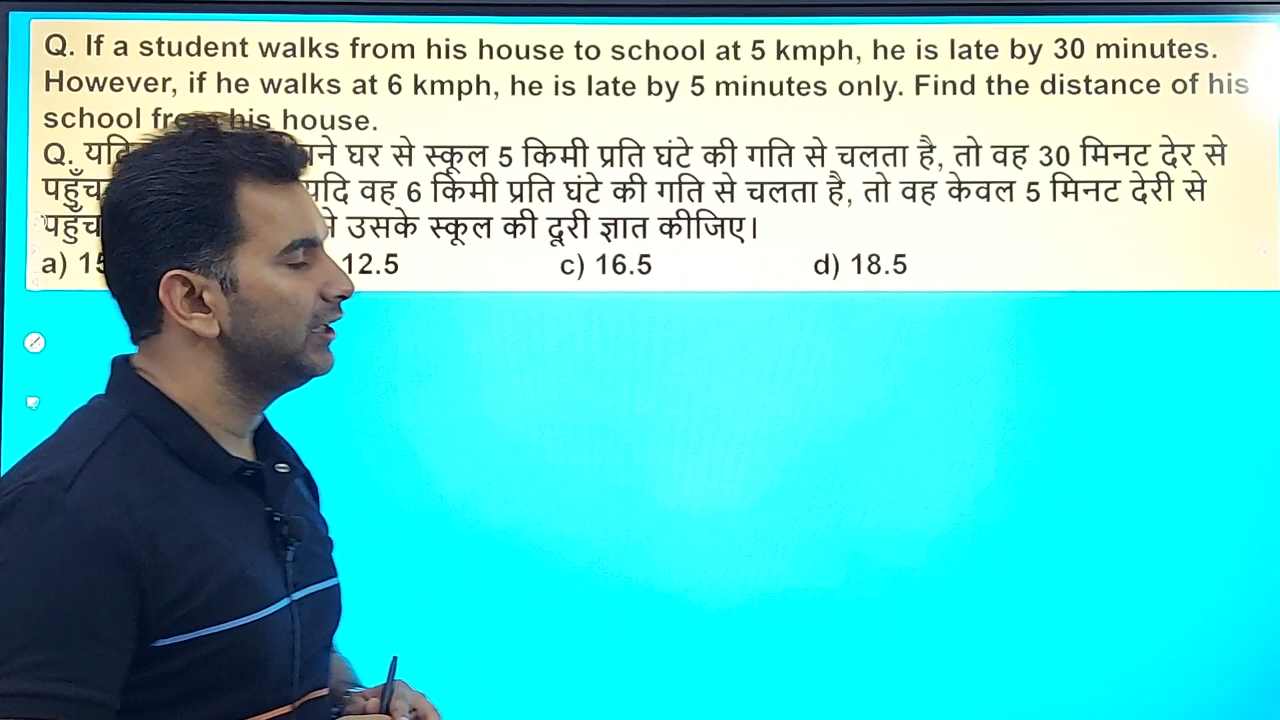 Q. If a student walks from his house to school at 5 kmph, he is late by 30 minutes.
However, if he walks at 6 kmph, he is late by 5 minutes only. Find the distance of his
school from his house.
Q. घर से स्कूल 5 किमी प्रति घंटे की गति से चलता है, तो वह 30 मिनट देर से
वह 6 किमी प्रति घंटे की गति से चलता है, तो वह केवल 5 मिनट देरी से
उसके स्कूल की दूरी ज्ञात कीजिए।
a) 12.5 c) 16.5 d) 18.5